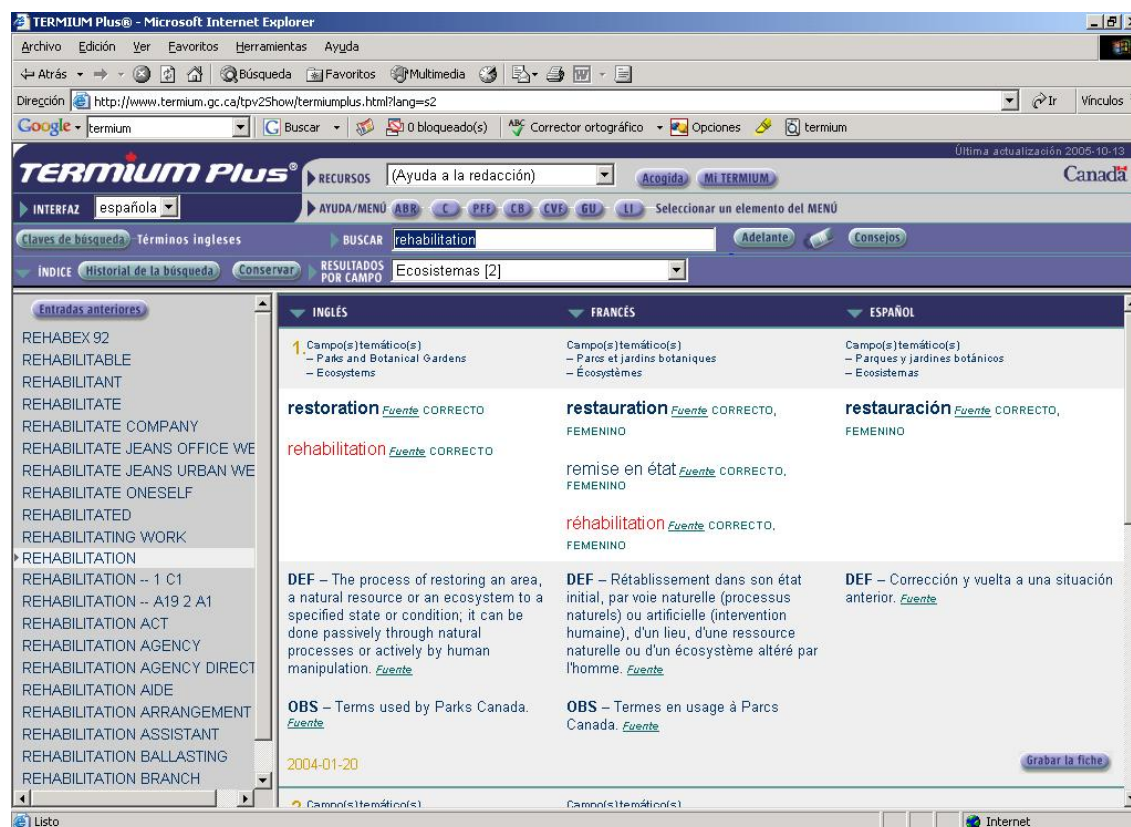 TERMIUM Plus® - Microsoft Internet Explorer
Archivo Edición Ver Favoritos Herramientas Ayuda
Atrás Búsqueda Favoritos Multimedia
Dirección http://www.termium.gc.ca/tpv2Show/termiumplus.html?lang=s2 Ir Vínculos
Google termium Buscar 0 bloqueado(s) ABC Corrector ortográfico Opciones termium
Última actualización 2005-10-13
TERMIUM Plus® RECURSOS (Ayuda a la redacción) Acogida Mi TERMIUM Canada
INTERFAZ española AYUDA/MENÚ ABR C PFF CB CVF GU LI Seleccionar un elemento del MENÚ
Claves de búsqueda Términos ingleses BUSCAR rehabilitation Adelante Consejos
ÍNDICE Historial de la búsqueda Conservar RESULTADOS POR CAMPO Ecosistemas [2]
Entradas anteriores
REHABEX 92
REHABILITABLE
REHABILITANT
REHABILITATE
REHABILITATE COMPANY
REHABILITATE JEANS OFFICE WE
REHABILITATE JEANS URBAN WE
REHABILITATE ONESELF
REHABILITATED
REHABILITATING WORK
REHABILITATION
REHABILITATION -- 1 C1
REHABILITATION -- A19 2 A1
REHABILITATION ACT
REHABILITATION AGENCY
REHABILITATION AGENCY DIRECT
REHABILITATION AIDE
REHABILITATION ARRANGEMENT
REHABILITATION ASSISTANT
REHABILITATION BALLASTING
REHABILITATION BRANCH
INGLÉS
1. Campo(s) temático(s)
– Parks and Botanical Gardens
– Ecosystems
restoration Fuente CORRECTO
rehabilitation Fuente CORRECTO
DEF – The process of restoring an area,
a natural resource or an ecosystem to a
specified state or condition; it can be
done passively through natural
processes or actively by human
manipulation. Fuente
OBS – Terms used by Parks Canada.
Fuente
2004-01-20
2. Campo(s) temático(s)
FRANCÉS
Campo(s) temático(s)
– Parcs et jardins botaniques
– Écosystèmes
restauration Fuente CORRECTO,
FEMENINO
remise en état Fuente CORRECTO,
FEMENINO
réhabilitation Fuente CORRECTO,
FEMENINO
DEF – Rétablissement dans son état
initial, par voie naturelle (processus
naturels) ou artificielle (intervention
humaine), d'un lieu, d'une ressource
naturelle ou d'un écosystème altéré par
l'homme. Fuente
OBS – Termes en usage à Parcs
Canada. Fuente
Campo(s) temático(s)
ESPAÑOL
Campo(s) temático(s)
– Parques y jardines botánicos
– Ecosistemas
restauración Fuente CORRECTO,
FEMENINO
DEF – Corrección y vuelta a una situación
anterior. Fuente
Grabar la fiche
Listo
Internet